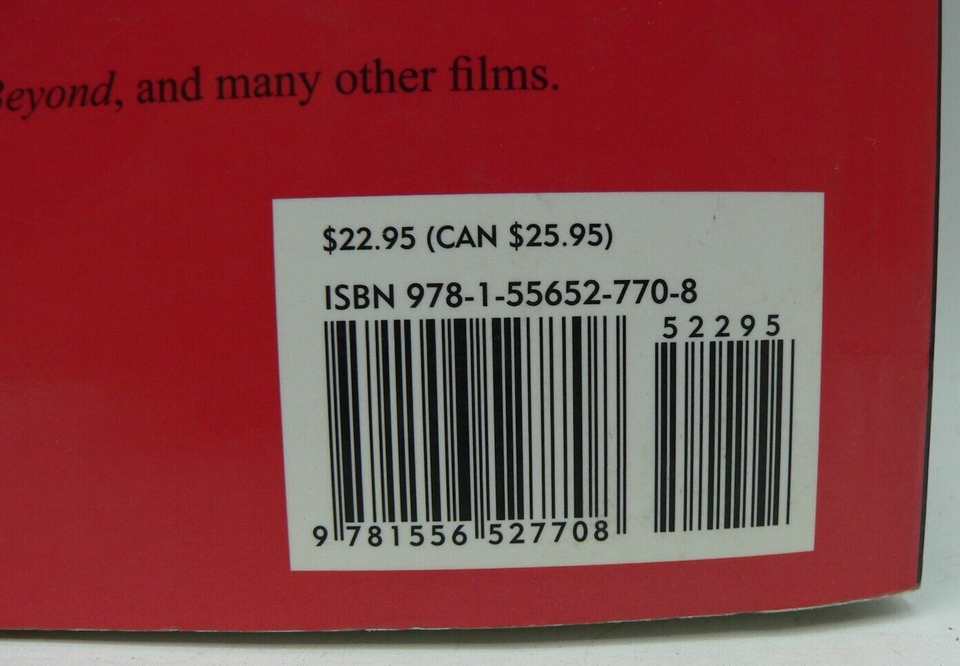 Beyond, and many other films.
$22.95 (CAN $25.95)
ISBN 978-1-55652-770-8
52295
9 781556 527708